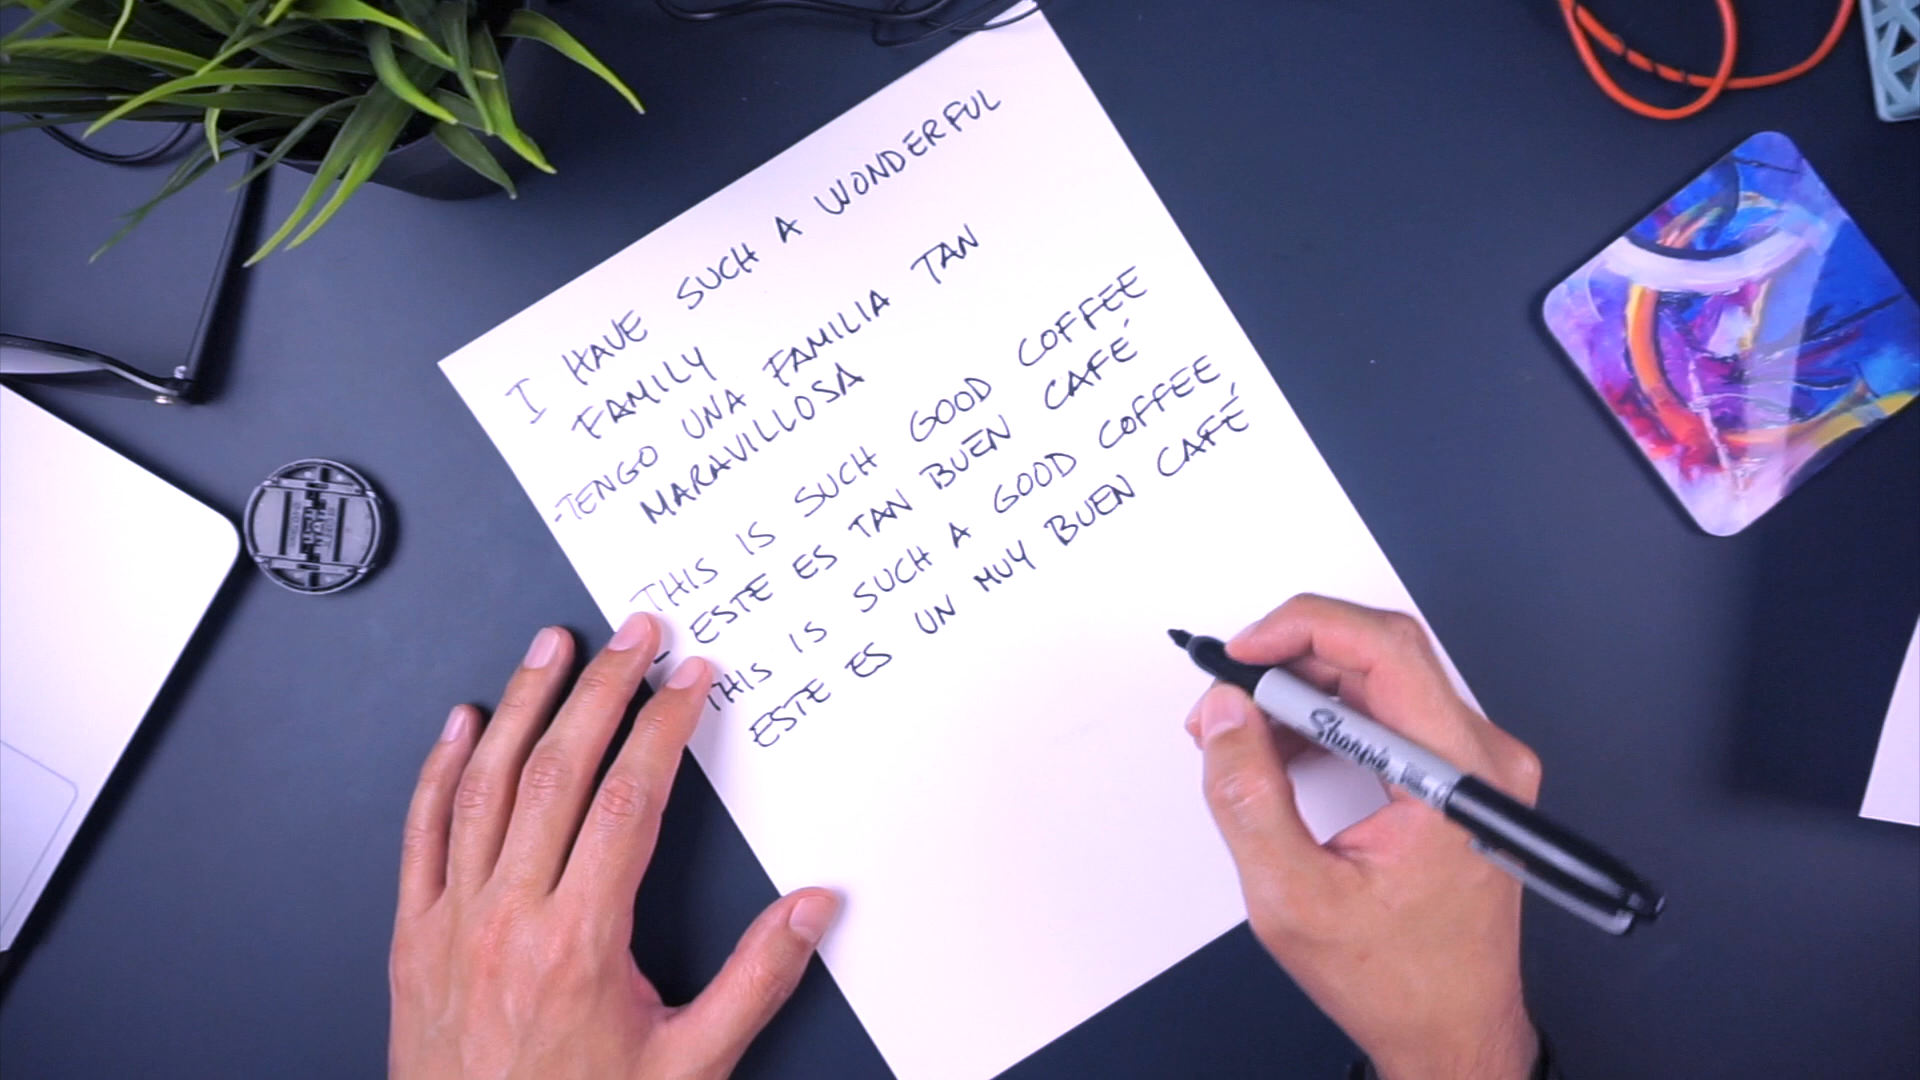 I HAVE SUCH A WONDERFUL
FAMILY
-TENGO UNA FAMILIA TAN
MARAVILLOSA
THIS IS SUCH GOOD COFFEE
- ESTE ES TAN BUEN CAFÉ
THIS IS SUCH A GOOD COFFEE
ESTE ES UN MUY BUEN CAFÉ
Sharpie